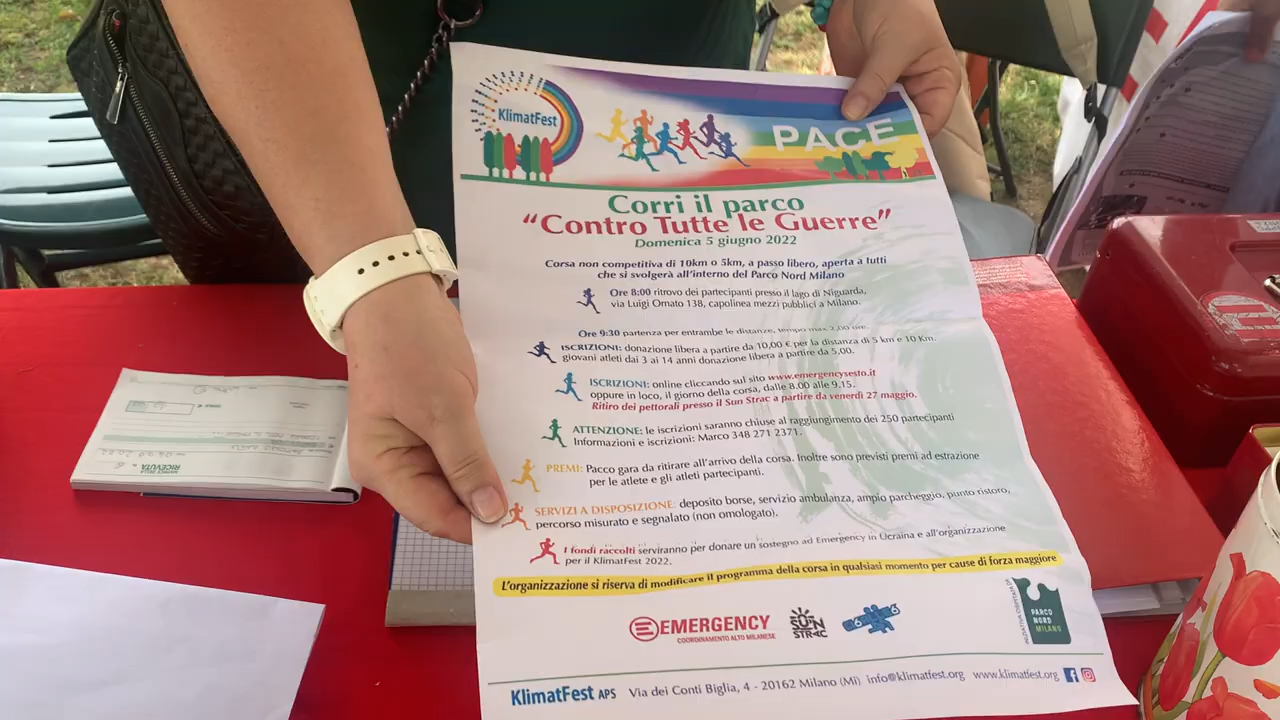 KlimatFest
PACE
Corri il parco
“Contro Tutte le Guerre”
Domenica 5 giugno 2022
Corsa non competitiva di 10km o 5km, a passo libero, aperta a tutti
che si svolgerà all'interno del Parco Nord Milano
Ore 8:00 ritrovo dei partecipanti presso il lago di Niguarda,
via Luigi Ornato 138, capolinea mezzi pubblici a Milano.
Ore 9:30 partenza per entrambe le distanze, tempo max 2,00 ore.
ISCRIZIONI: donazione libera a partire da 10,00 € per la distanza di 5 km e 10 Km.
giovani atleti dai 3 ai 14 anni donazione libera a partire da 5,00.
ISCRIZIONI: online cliccando sul sito www.emergencysesto.it
oppure in loco, il giorno della corsa, dalle 8.00 alle 9.15.
Ritiro dei pettorali presso il Sun Strac a partire da venerdì 27 maggio.
ATTENZIONE: le iscrizioni saranno chiuse al raggiungimento dei 250 partecipanti
Informazioni e iscrizioni: Marco 348 271 2371.
PREMI: Pacco gara da ritirare all'arrivo della corsa. Inoltre sono previsti premi ad estrazione
per le atlete e gli atleti partecipanti.
SERVIZI A DISPOSIZIONE: deposito borse, servizio ambulanza, ampio parcheggio, punto ristoro,
percorso misurato e segnalato (non omologato).
I fondi raccolti serviranno per donare un sostegno ad Emergency in Ucraina e all'organizzazione
per il KlimatFest 2022.
L'organizzazione si riserva di modificare il programma della corsa in qualsiasi momento per cause di forza maggiore
EMERGENCY
COORDINAMENTO ALTO MILANESE
SUN
STR4C
6 6
PARCO
NORD
MILANO
KlimatFest APS Via dei Conti Biglia, 4 - 20162 Milano (Mi) info@klimatfest.org www.klimatfest.org
RICEVUTA